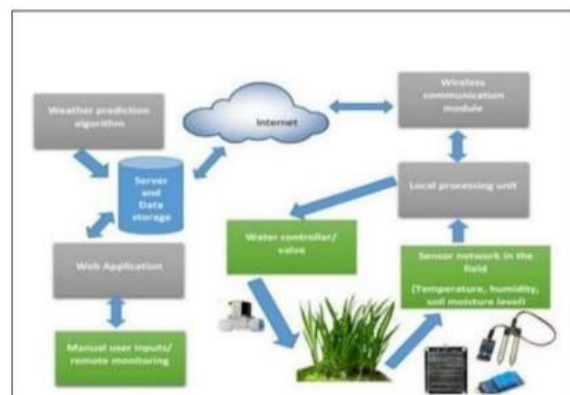 Weather prediction
algorithm
Internet
Wireless
communication
module
Server
and Data
storage
Local processing unit
Water controller/
valve
Web Application
Sensor network in the
field
(Temperature, humidity,
soil moisture level)
Manual user inputs/
remote monitoring